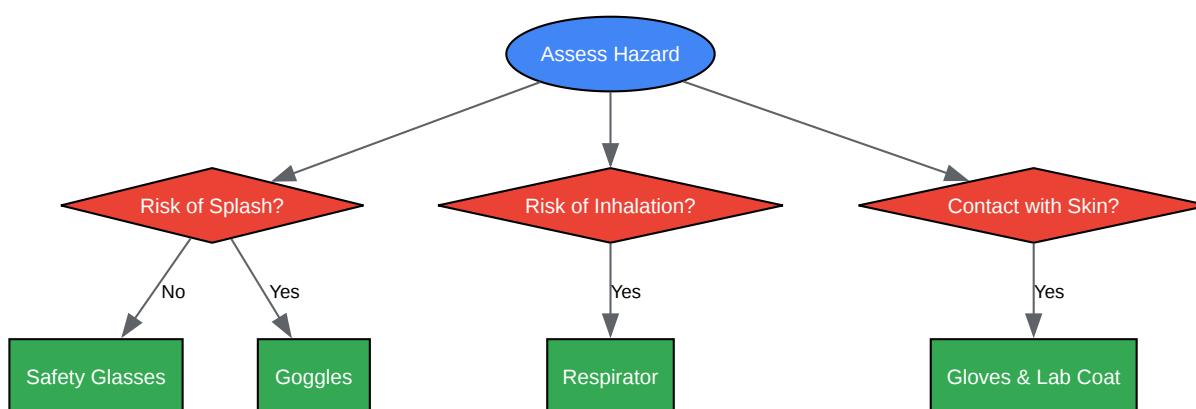 Assess Hazard
Risk of Splash?
Risk of Inhalation?
Contact with Skin?
No
Yes
Yes
Yes
Safety Glasses
Goggles
Respirator
Gloves & Lab Coat